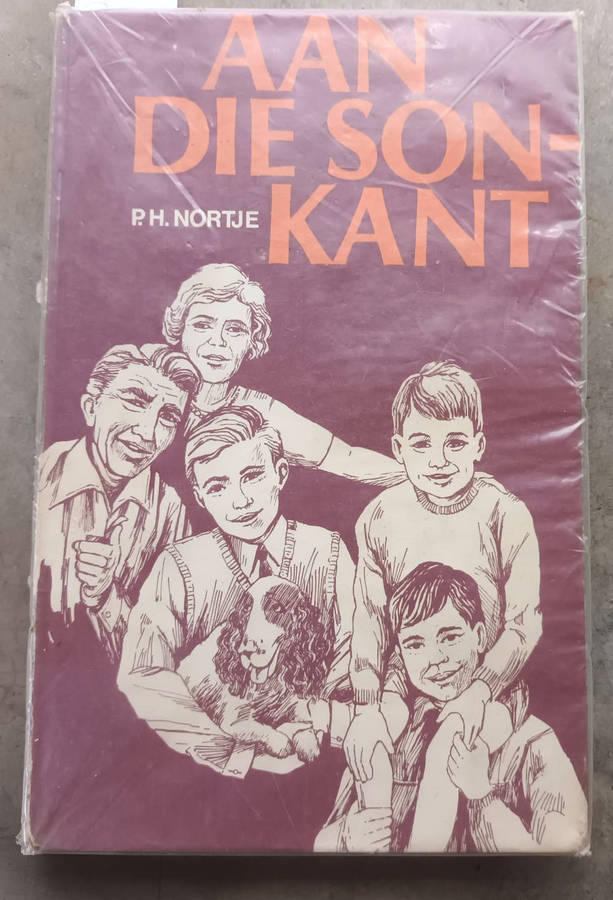 AAN
DIE SON-
KANT
P.H. NORTJE